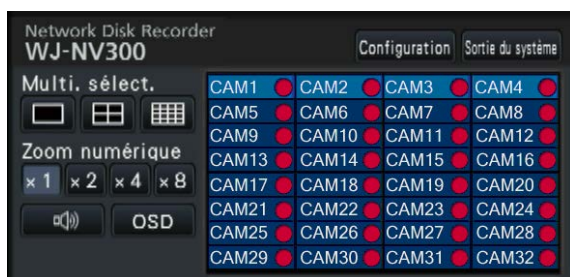 Network Disk Recorder
WJ-NV300
Configuration
Sortie du système
Multi. sélect.
Zoom numérique
×1 ×2 ×4 ×8
OSD
CAM1 CAM2 CAM3 CAM4
CAM5 CAM6 CAM7 CAM8
CAM9 CAM10 CAM11 CAM12
CAM13 CAM14 CAM15 CAM16
CAM17 CAM18 CAM19 CAM20
CAM21 CAM22 CAM23 CAM24
CAM25 CAM26 CAM27 CAM28
CAM29 CAM30 CAM31 CAM32